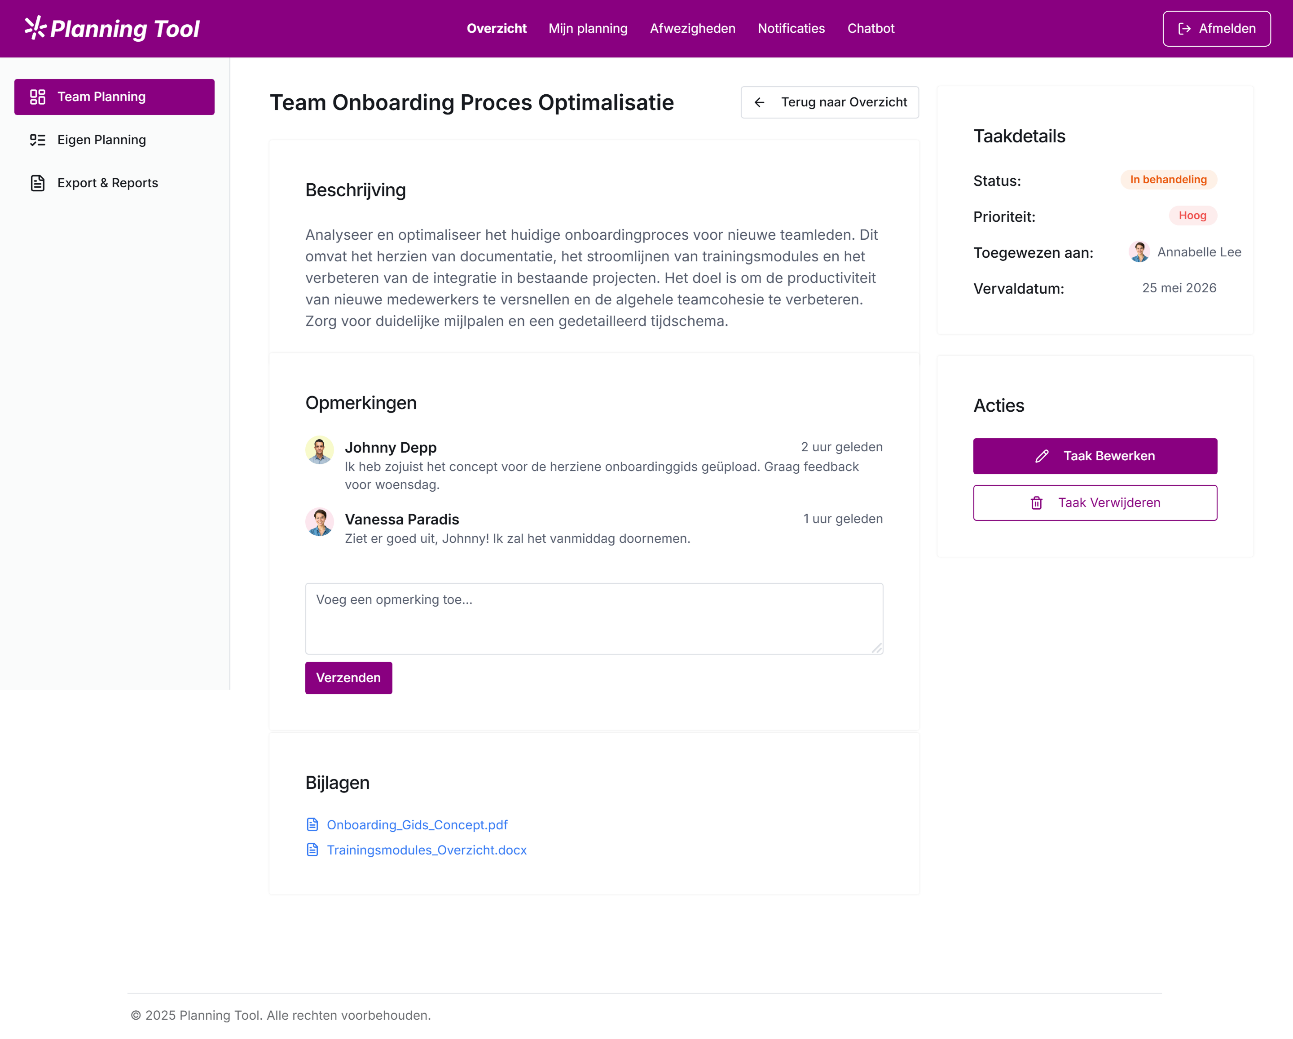 Planning Tool
Overzicht
Mijn planning
Afwezigheden
Notificaties
Chatbot
Afmelden
Team Planning
Eigen Planning
Export & Reports
Team Onboarding Proces Optimalisatie
Terug naar Overzicht
Beschrijving
Analyseer en optimaliseer het huidige onboardingproces voor nieuwe teamleden. Dit
omvat het herzien van documentatie, het stroomlijnen van trainingsmodules en het
verbeteren van de integratie in bestaande projecten. Het doel is om de productiviteit
van nieuwe medewerkers te versnellen en de algehele teamcohesie te verbeteren.
Zorg voor duidelijke mijlpalen en een gedetailleerd tijdschema.
Opmerkingen
Johnny Depp
2 uur geleden
Ik heb zojuist het concept voor de herziene onboardinggids geüpload. Graag feedback
voor woensdag.
Vanessa Paradis
1 uur geleden
Ziet er goed uit, Johnny! Ik zal het vanmiddag doornemen.
Voeg een opmerking toe...
Verzenden
Bijlagen
Onboarding_Gids_Concept.pdf
Trainingsmodules_Overzicht.docx
Taakdetails
Status:
In behandeling
Prioriteit:
Hoog
Toegewezen aan:
Annabelle Lee
Vervaldatum:
25 mei 2026
Acties
Taak Bewerken
Taak Verwijderen
© 2025 Planning Tool. Alle rechten voorbehouden.